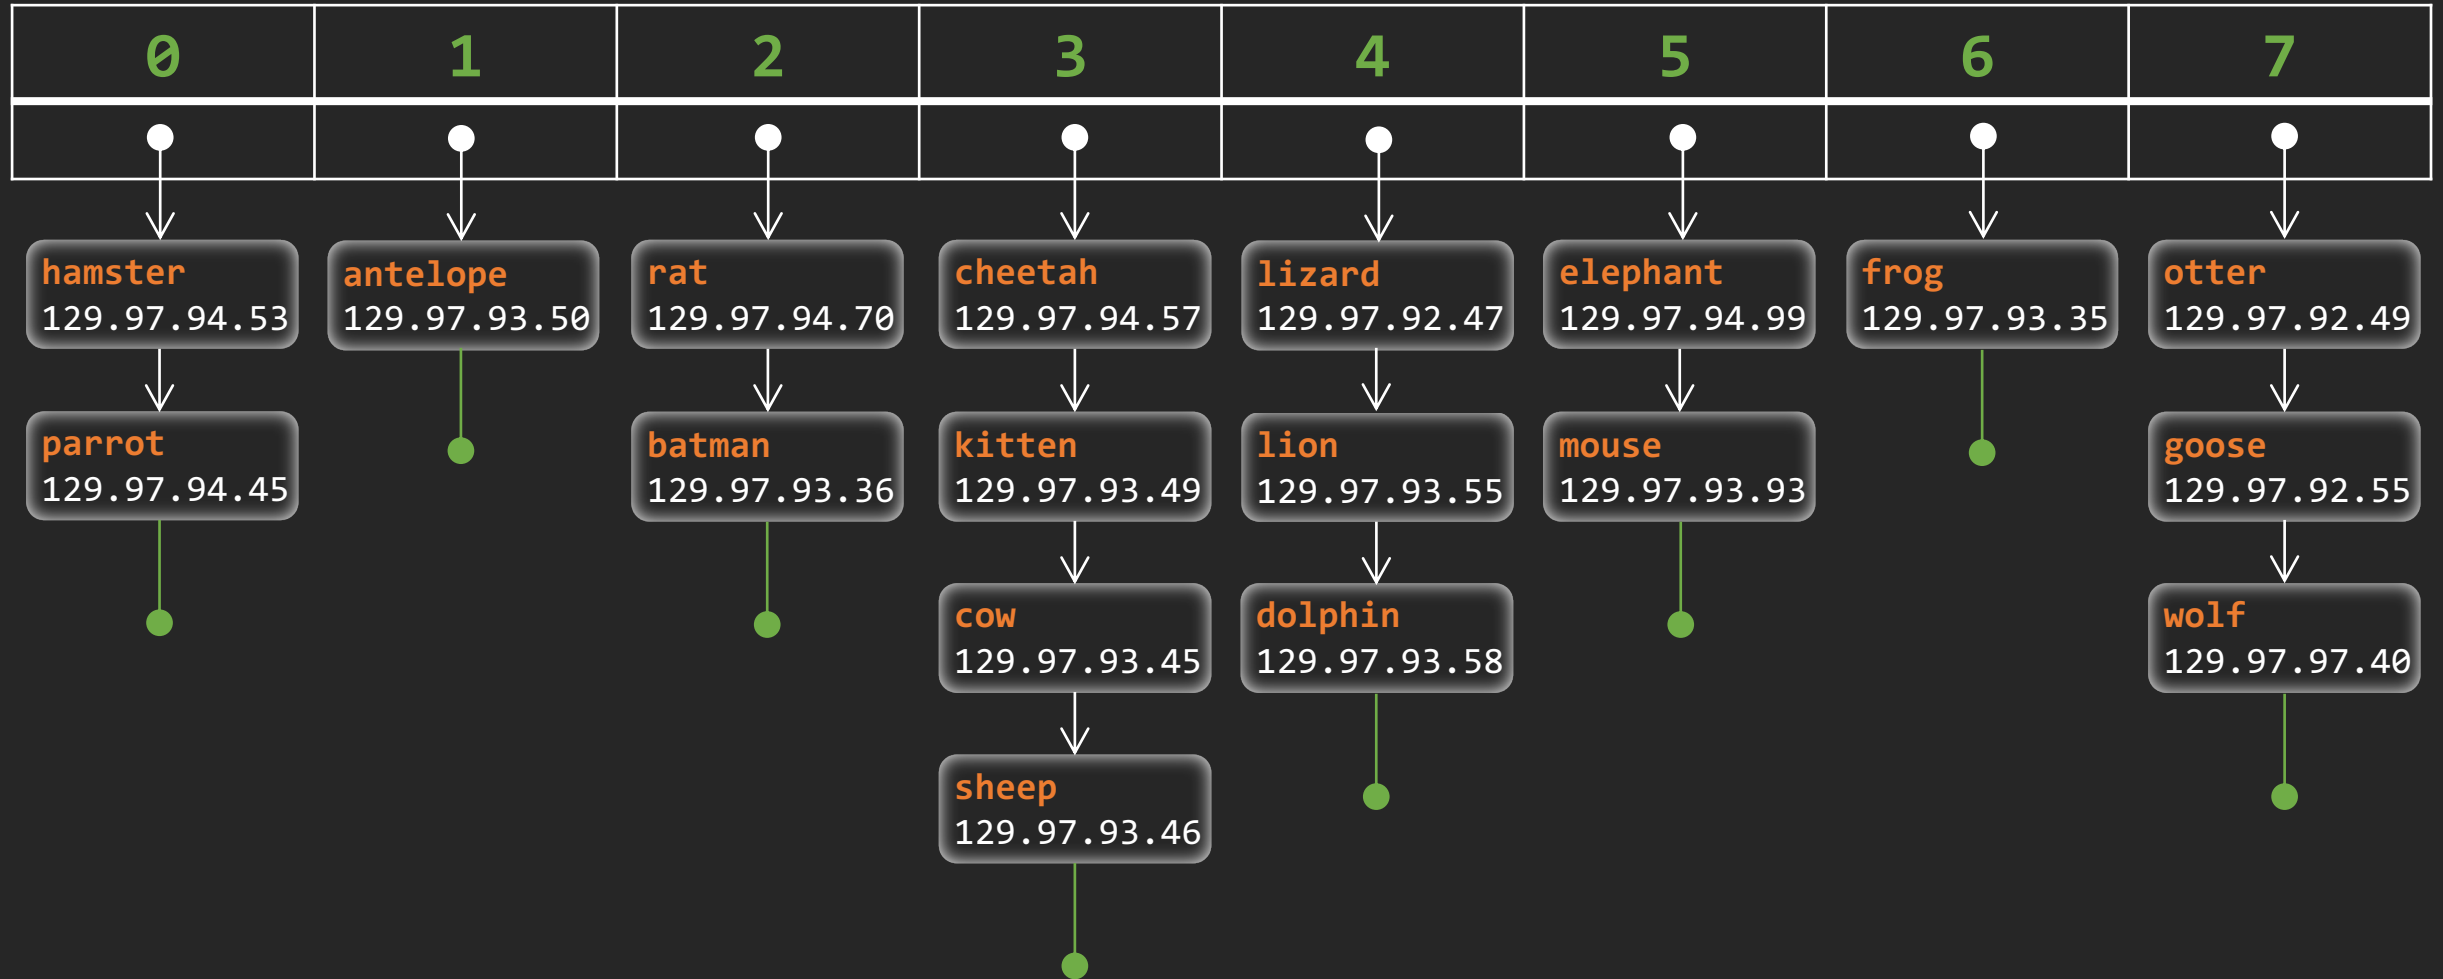 0 1 2 3 4 5 6 7
hamster
129.97.94.53
parrot
129.97.94.45
antelope
129.97.93.50
rat
129.97.94.70
batman
129.97.93.36
cheetah
129.97.94.57
kitten
129.97.93.49
cow
129.97.93.45
sheep
129.97.93.46
lizard
129.97.92.47
lion
129.97.93.55
dolphin
129.97.93.58
elephant
129.97.94.99
mouse
129.97.93.93
frog
129.97.93.35
otter
129.97.92.49
goose
129.97.92.55
wolf
129.97.97.40